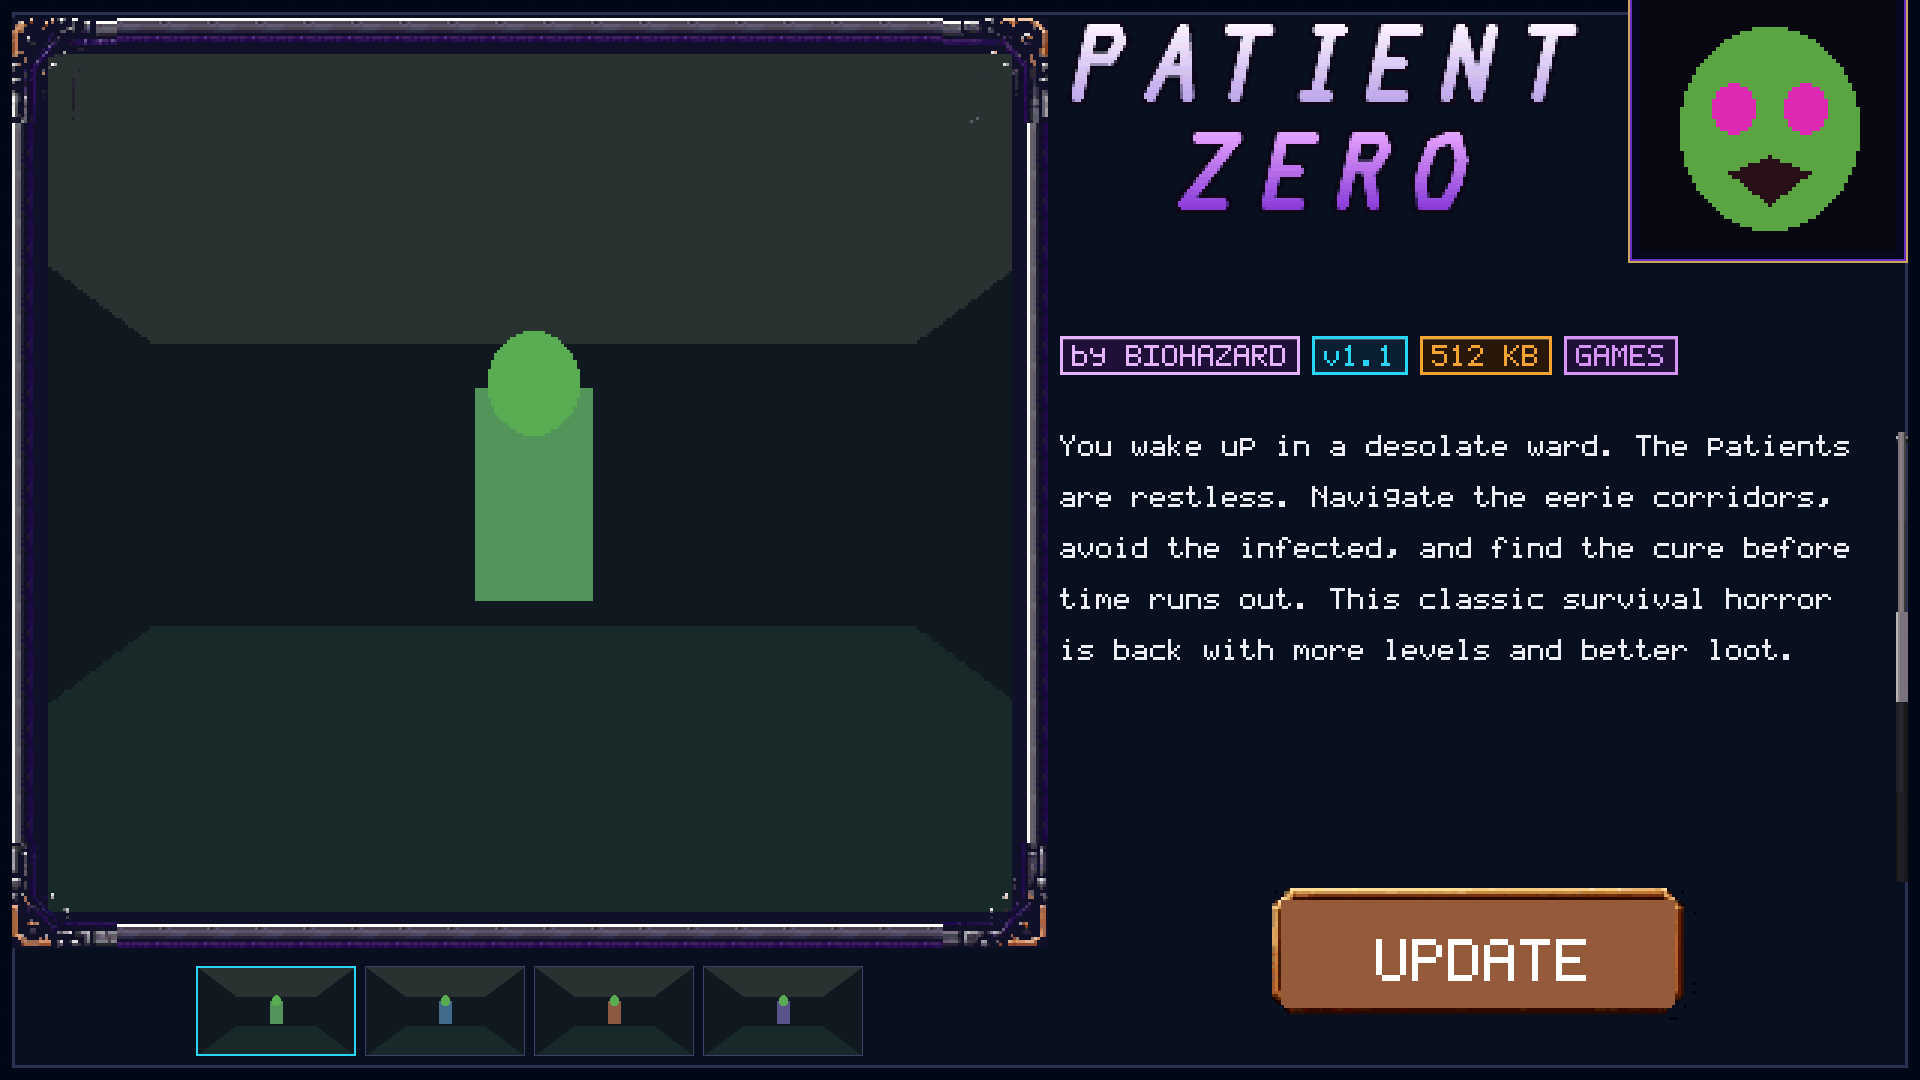 PATIENT
ZERO
by BIOHAZARD
v1.1
512 KB
GAMES
You wake up in a desolate ward. The patients
are restless. Navigate the eerie corridors,
avoid the infected, and find the cure before
time runs out. This classic survival horror
is back with more levels and better loot.
UPDATE